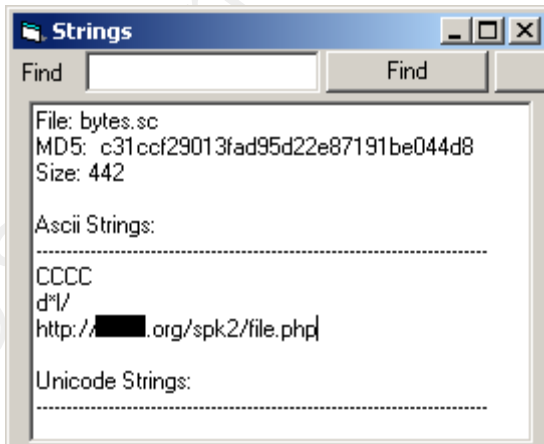 Strings
Find
Find
File: bytes.sc
MD5: c31ccf29013fad95d22e87191be044d8
Size: 442
Ascii Strings:
---------------------------------------------------------------------------
CCCC
d*l/
http:// .org/spk2/file.php
Unicode Strings:
---------------------------------------------------------------------------